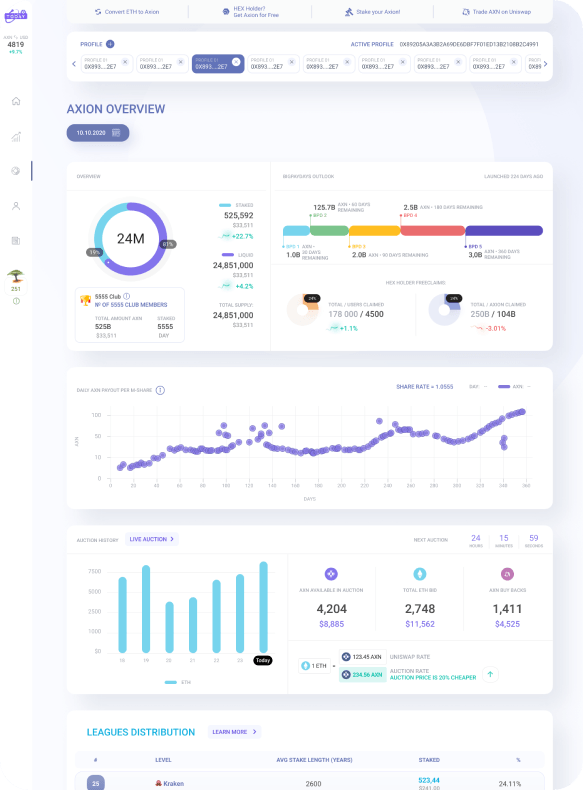 TODAY
AXN % USD
4819
+9.7%
251
Convert ETH to Axion
HEX Holder?
Get Axion for Free
Stake your Axion!
Trade AXN on Uniswap
PROFILE
ACTIVE PROFILE 0X8920SA3A3B2A69DE6DBF7F01ED13B2108B2C4991
PROFILE 01 PROFILE 01 PROFILE 01 PROFILE 01 PROFILE 01 PROFILE 01 PROFILE 01 PROFILE 01
0X893...2E7 0X893...2E7 0X893...2E7 0X893...2E7 0X893...2E7 0X893...2E7 0X893...2E7 0X893...2E7 0X89
AXION OVERVIEW
10.10.2020
OVERVIEW
24M
19%
81%
STAKED
525,592
$33,511
+22.7%
LIQUID
24,851,000
$33,511
+4.2%
TOTAL SUPPLY:
24,851,000
$33,511
5555 Club
№ OF 5555 CLUB MEMBERS
TOTAL AMOUNT AXN STAKED
525B 5555
$33,511 DAY
BIGPAYDAYS OUTLOOK
LAUNCHED 224 DAYS AGO
125.7B AXN - 60 DAYS REMAINING
BPD 2
2.5B AXN - 180 DAYS REMAINING
BPD 4
BPD 1 AXN - 30 DAYS REMAINING
1.0B
BPD 3
2.0B AXN - 90 DAYS REMAINING
BPD 5
3,0B AXN - 360 DAYS REMAINING
HEX HOLDER FREECLAIMS
24%
TOTAL / USERS CLAIMED
178 000 / 4500
+1.1%
24%
TOTAL / AXION CLAIMED
250B / 104B
-3,01%
DAILY AXN PAYOUT PER M-SHARE
SHARE RATE = 1.0555
DAY
AXN
100
50
10
0
AXN
0 20 30 60 80 100 120 140 160 180 200 220 240 260 280 300 320 340 360
DAYS
AUCTION HISTORY
LIVE AUCTION
NEXT AUCTION
24 15 59
HOURS MINUTES SECONDS
7500
5000
2500
1000
$0
18 19 20 21 22 23 Today
ETH
AXN AVAILABLE IN AUCTION
4,204
$8,885
TOTAL ETH BID
2,748
$11,562
25
AXN BUY BACKS
1,411
$4,525
1 ETH =
123.45 AXN UNISWAP RATE
234.56 AXN AUCTION RATE
AUCTION PRICE IS 20% CHEAPER
LEAGUES DISTRIBUTION
LEARN MORE
# LEVEL AVG STAKE LENGTH (YEARS) STAKED %
25 Kraken 2600 523,44 24.11%
$241.00